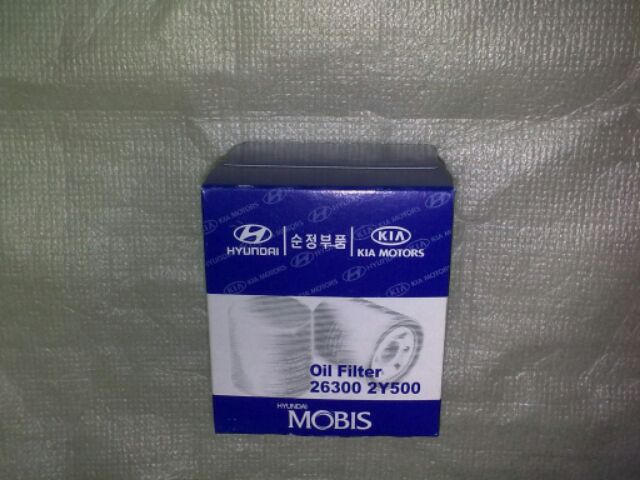 HYUNDAI
순정부품
KIA
KIA MOTORS
Oil Filter
26300 2Y500
HYUNDAI
MOBIS